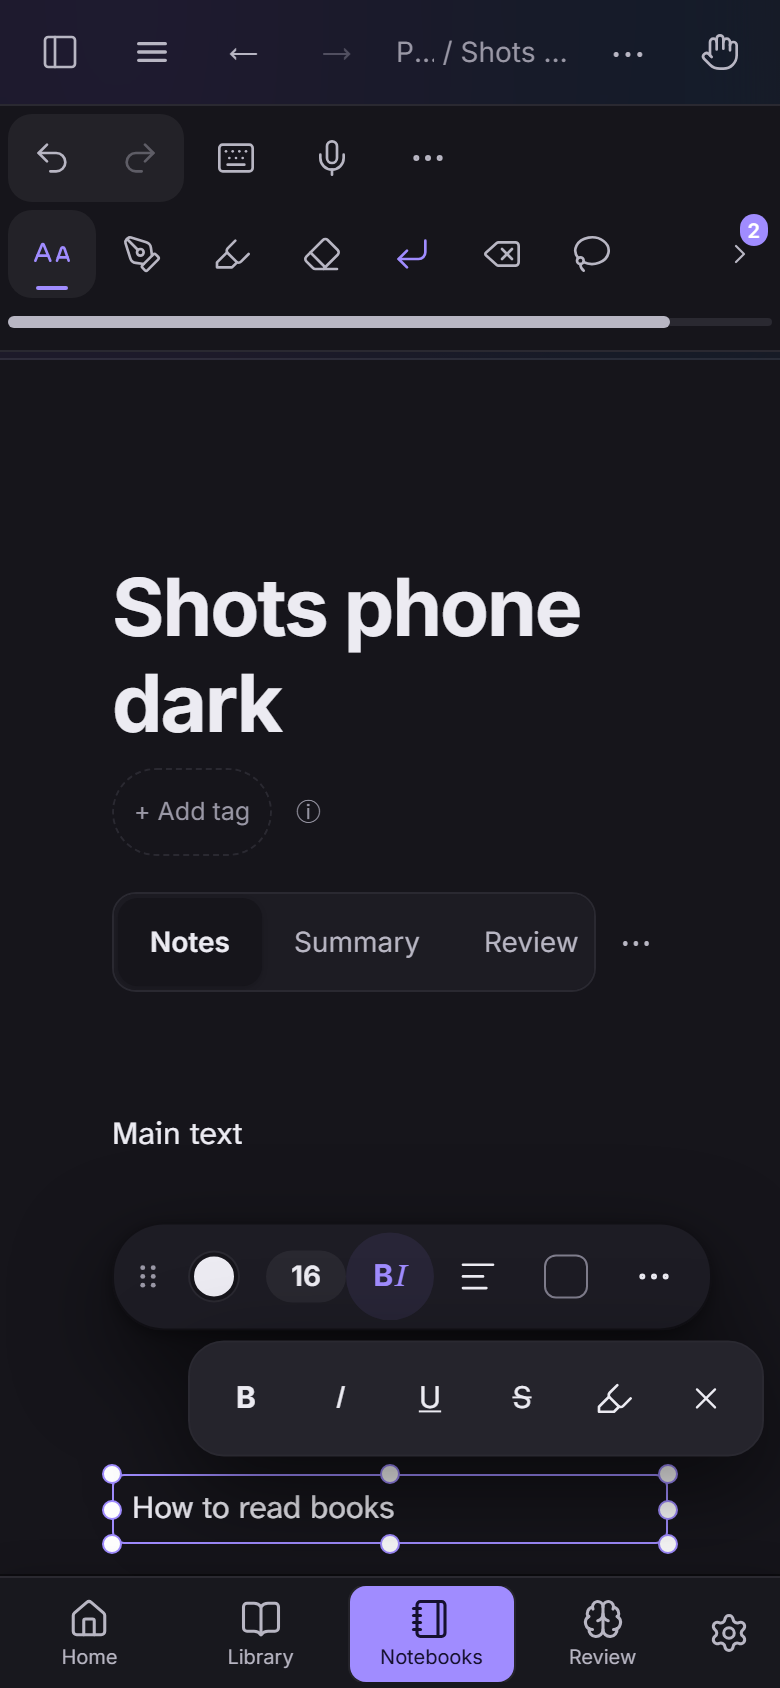 P... / Shots ...
2
Shots phone
dark
+ Add tag
Notes Summary Review
Main text
16 BI
B I U S
How to read books
Home Library Notebooks Review